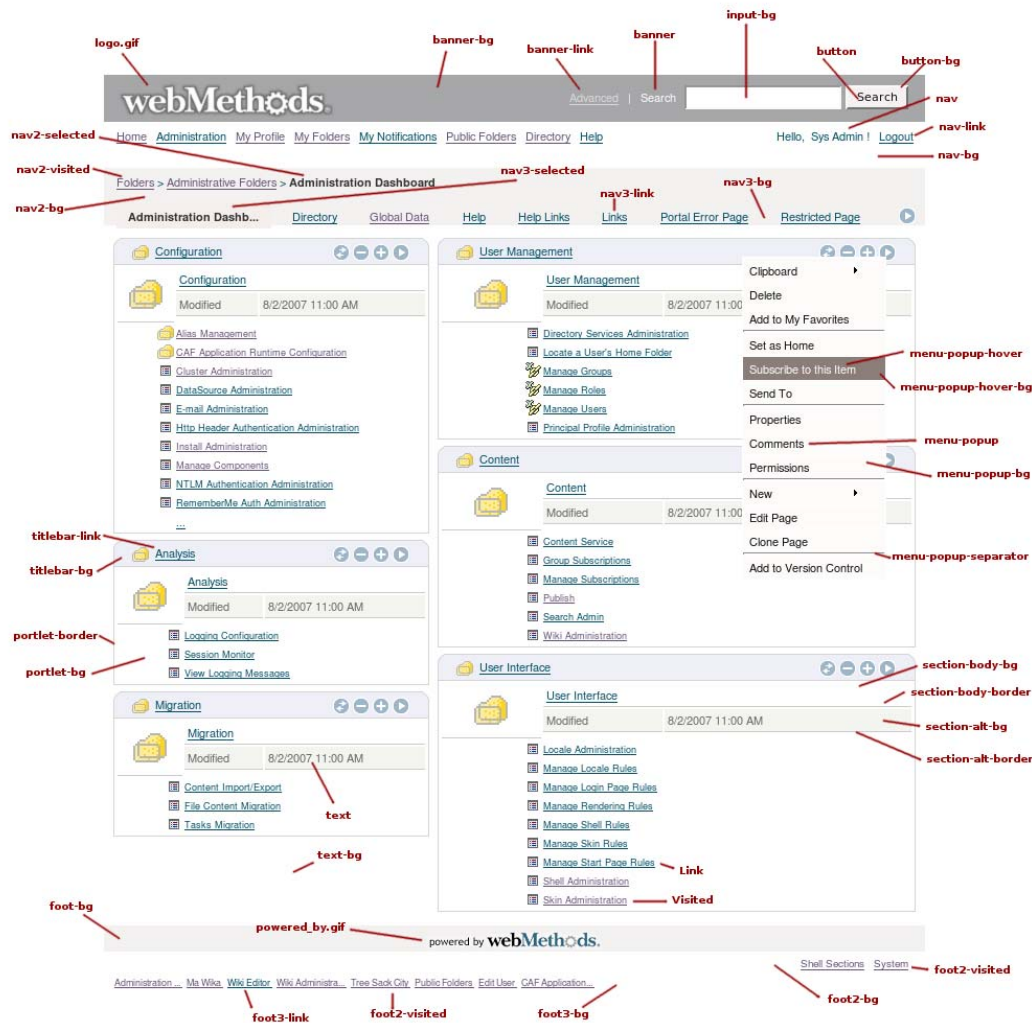 input-bg
logo.gif banner-bg banner-link banner button button-bg
webMethods. Advanced | Search Search
nav
nav2-selected Home Administration My Profile My Folders My Notifications Public Folders Directory Help Hello, Sys Admin ! Logout nav-link
nav-bg
nav2-visited nav3-selected
Folders > Administrative Folders > Administration Dashboard nav3-link nav3-bg
nav2-bg
Administration Dashb... Directory Global Data Help Help Links Links Portal Error Page Restricted Page
Configuration
Configuration
Modified 8/2/2007 11:00 AM
Alias Management
CAF Application Runtime Configuration
Cluster Administration
DataSource Administration
E-mail Administration
Http Header Authentication Administration
Install Administration
Manage Components
NTLM Authentication Administration
RememberMe Auth Administration
...
titlebar-link
titlebar-bg
Analysis
Analysis
Modified 8/2/2007 11:00 AM
portlet-border
portlet-bg
Logging Configuration
Session Monitor
View Logging Messages
Migration
Migration
Modified 8/2/2007 11:00 AM
Content Import/Export
File Content Migration
Tasks Migration
text
text-bg
User Management
User Management
Modified 8/2/2007 11:00
Directory Services Administration
Locate a User's Home Folder
Manage Groups
Manage Roles
Manage Users
Principal Profile Administration
Clipboard
Delete
Add to My Favorites
Set as Home
Subscribe to this Item
Send To
Properties
Comments
Permissions
New
Edit Page
Clone Page
Add to Version Control
menu-popup-hover
menu-popup-hover-bg
menu-popup
menu-popup-bg
menu-popup-separator
Content
Content
Modified 8/2/2007 11:00
Content Service
Group Subscriptions
Manage Subscriptions
Publish
Search Admin
Wiki Administration
User Interface
User Interface
Modified 8/2/2007 11:00 AM
section-body-bg
section-body-border
section-alt-bg
section-alt-border
Locale Administration
Manage Locale Rules
Manage Login Page Rules
Manage Rendering Rules
Manage Shell Rules
Manage Skin Rules
Manage Start Page Rules Link
Shell Administration
Skin Administration Visited
foot-bg
powered_by.gif
powered by webMethods.
Shell Sections System foot2-visited
Administration ... Ma Wika Wiki Editor Wiki Administra... Tree Sack City Public Folders Edit User CAF Application...
foot2-bg
foot3-link foot2-visited foot3-bg